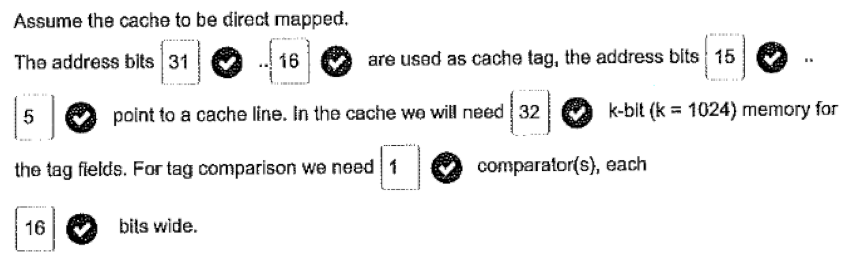 Assume the cache to be direct mapped.
The address bits 31 .. 16 are used as cache tag, the address bits 15 ..
5 point to a cache line. In the cache we will need 32 k-bit (k = 1024) memory for
the tag fields. For tag comparison we need 1 comparator(s), each
16 bits wide.